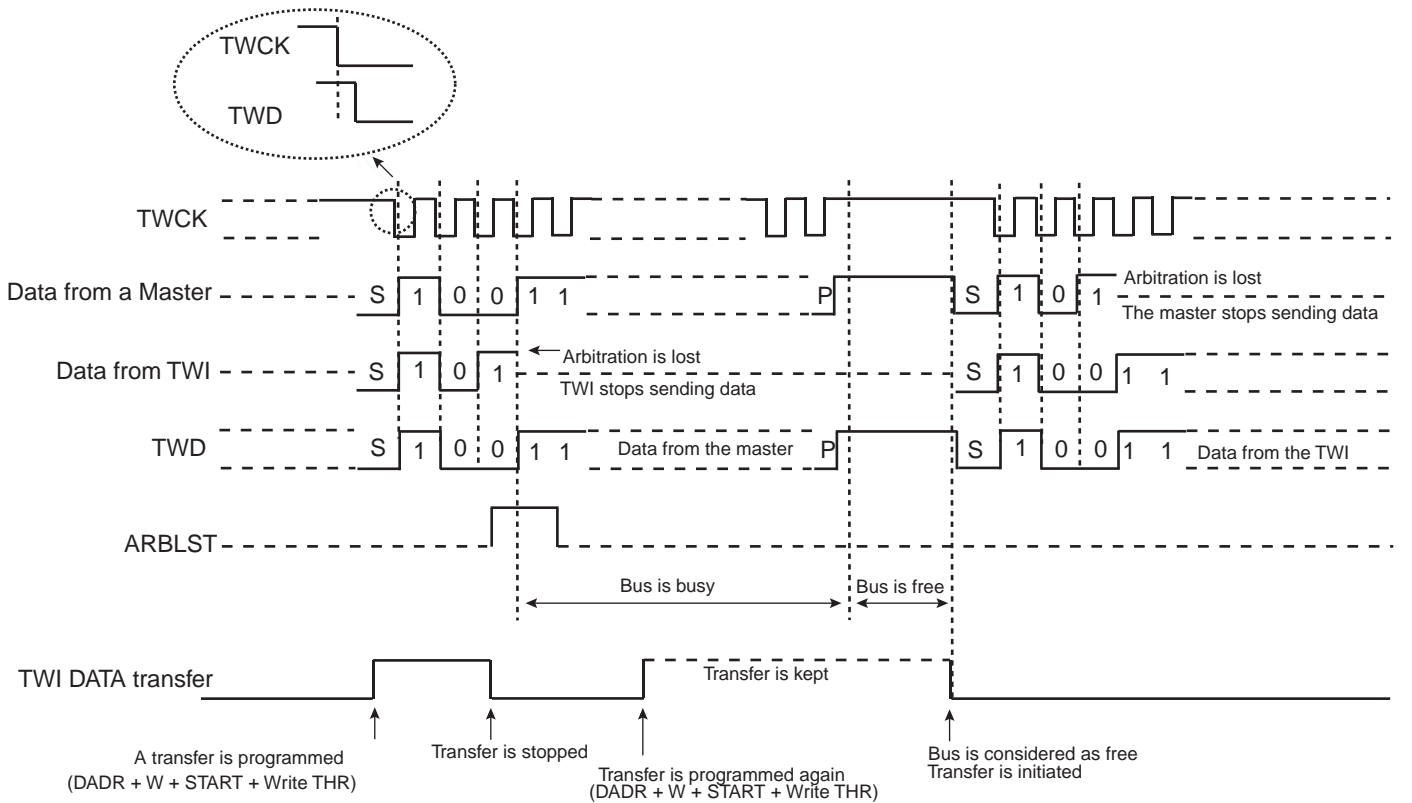 TWCK
TWD
TWCK
Data from a Master S 1 0 0 1 1 P S 1 0 1 Arbitration is lost
The master stops sending data
Data from TWI S 1 0 1 Arbitration is lost S 1 0 0 1 1
TWI stops sending data
TWD S 1 0 0 1 1 Data from the master P S 1 0 0 1 1 Data from the TWI
ARBLST
Bus is busy Bus is free
TWI DATA transfer Transfer is kept
A transfer is programmed
(DADR + W + START + Write THR)
Transfer is stopped
Transfer is programmed again
(DADR + W + START + Write THR)
Bus is considered as free
Transfer is initiated